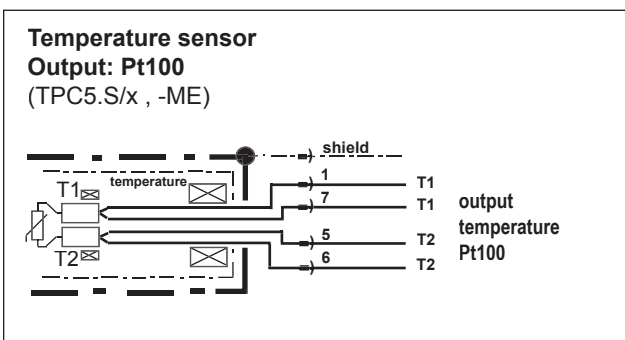 Temperature sensor
Output: Pt100
(TPC5.S/x , -ME)
shield
temperature
1
T1
T1
7
T1
output
temperature
Pt100
5
T2
T2
6
T2